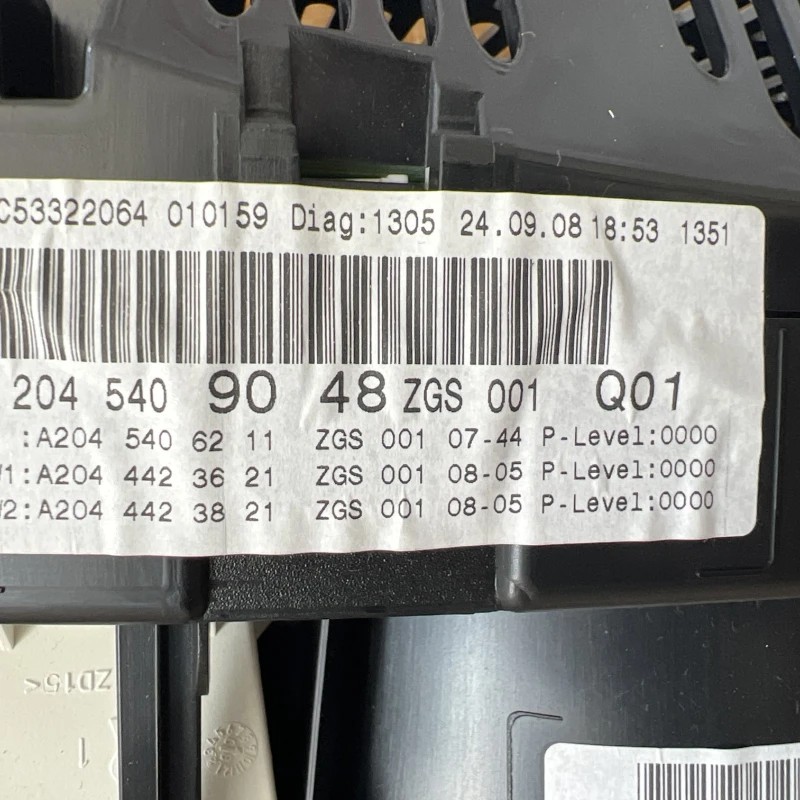 C53322064 010159 Diag:1305 24.09.08 18:53 1351
204 540 90 48 ZGS 001 Q01
:A204 540 62 11 ZGS 001 07-44 P-Level:0000
1:A204 442 36 21 ZGS 001 08-05 P-Level:0000
2:A204 442 38 21 ZGS 001 08-05 P-Level:0000
ZD15<
1